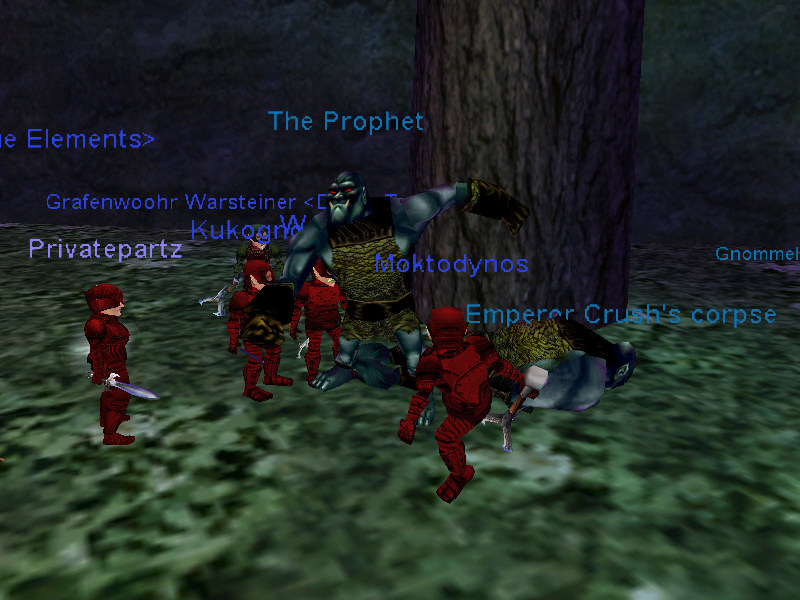 The Prophet
Elements>
Grafenwoohr Warsteiner <D
Kukogn
W
Privatepartz
Moktodynos
Gnommel
Emperor Crush's corpse